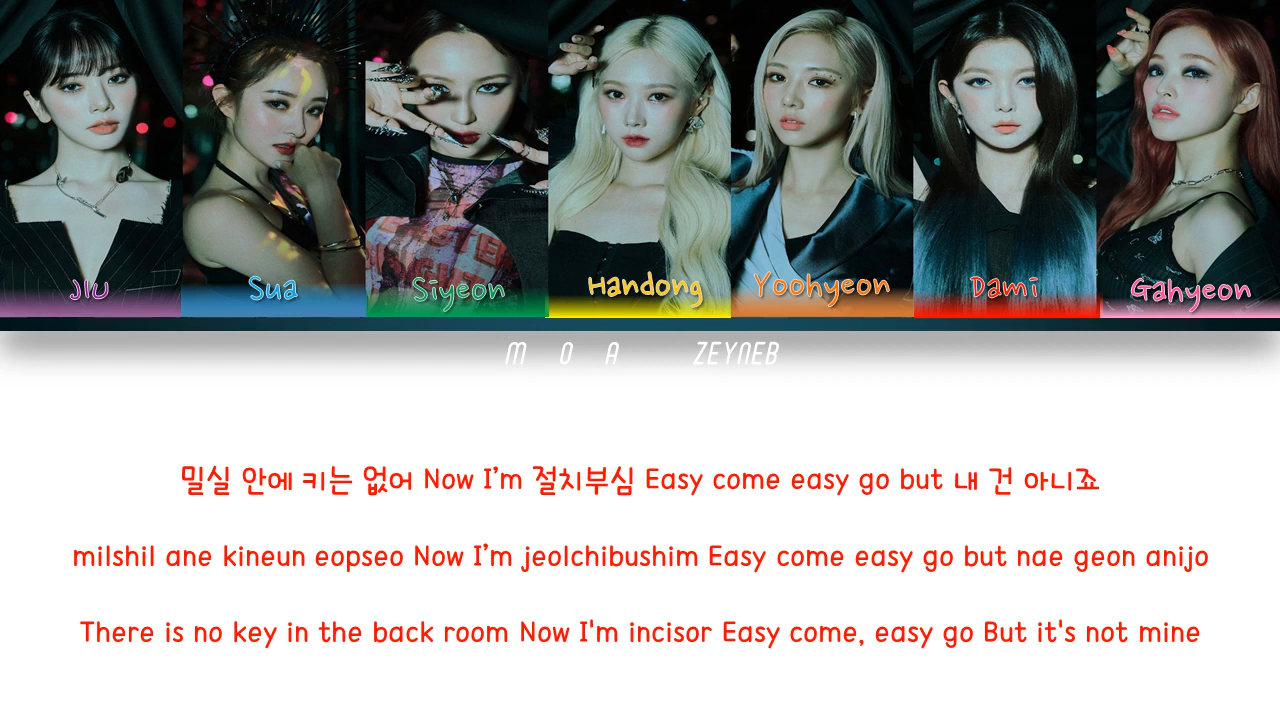 JIU Sua Siyeon Handong Yoohyeon Dami Gahyeon
M O A ZEYNEB
밀실 안에 키는 없어 Now I’m 절치부심 Easy come easy go but 내 건 아니죠
milshil ane kineun eopseo Now I’m jeolchibushim Easy come easy go but nae geon anijo
There is no key in the back room Now I'm incisor Easy come, easy go But it's not mine